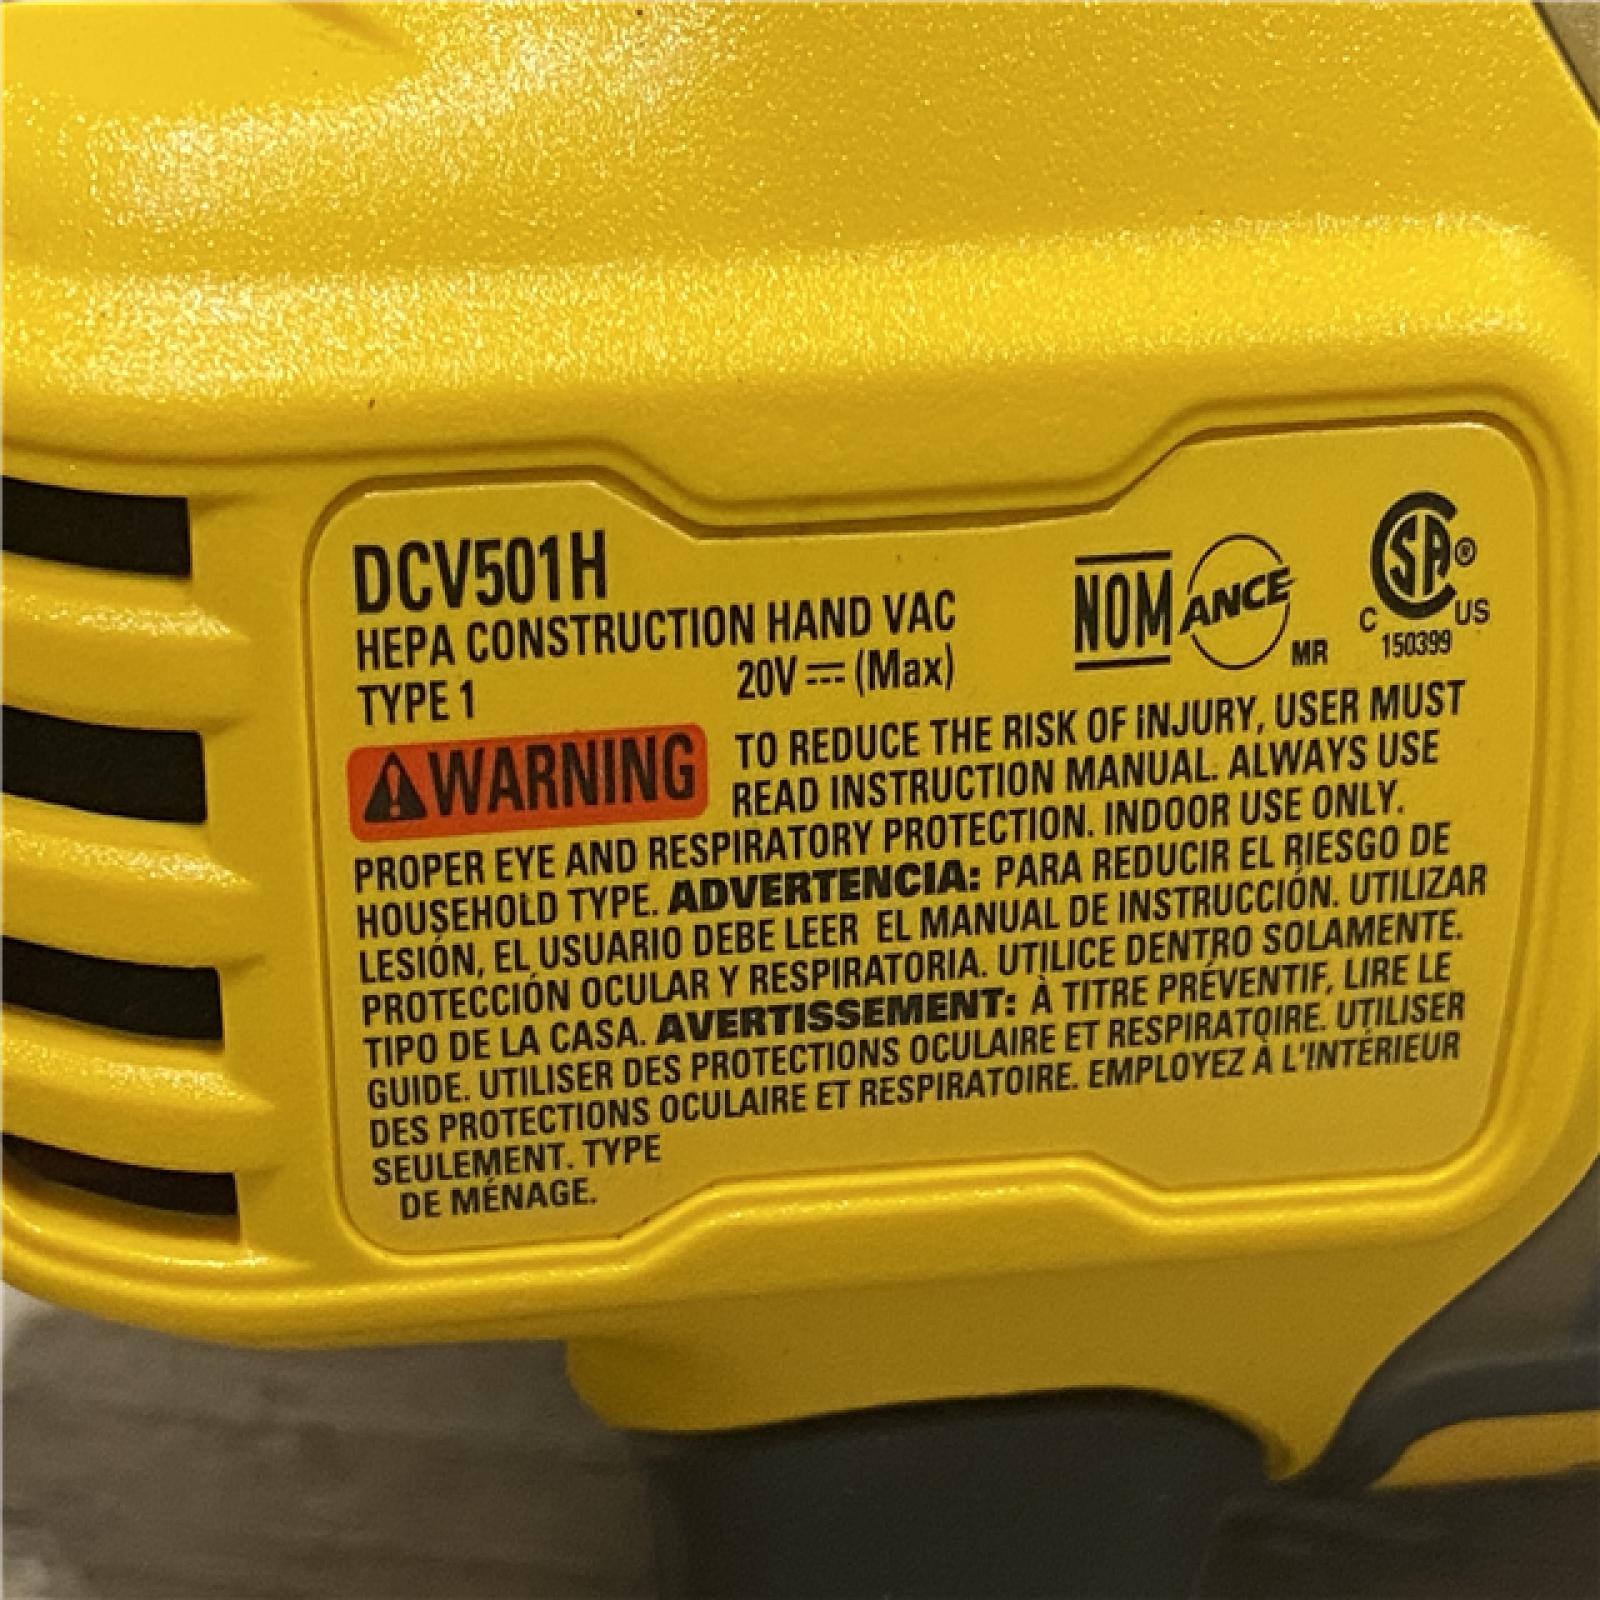 DCV501H
HEPA CONSTRUCTION HAND VAC
TYPE 1 20V ⎓ (Max)
NOM ANCE MR
CSA® C US
150399
⚠WARNING TO REDUCE THE RISK OF iNJURY, USER MUST
READ INSTRUCTION MANUAL. ALWAYS USE
PROPER EYE AND RESPIRATORY PROTECTION. INDOOR USE ONLY.
HOUSEHOLD TYPE. ADVERTENCIA: PARA REDUCIR EL RIESGO DE
LESIÓN, EL USUARIO DEBE LEER EL MANUAL DE INSTRUCCIÓN. UTILIZAR
PROTECCIÓN OCULAR Y RESPIRATORIA. UTILICE DENTRO SOLAMENTE.
TIPO DE LA CASA. AVERTISSEMENT: À TITRE PRÉVENTIF, LIRE LE
GUIDE. UTILISER DES PROTECTIONS OCULAIRE ET RESPIRATOIRE. UTILISER
DES PROTECTIONS OCULAIRE ET RESPIRATOIRE. EMPLOYEZ À L'INTÉRIEUR
SEULEMENT. TYPE
DE MÉNAGE.